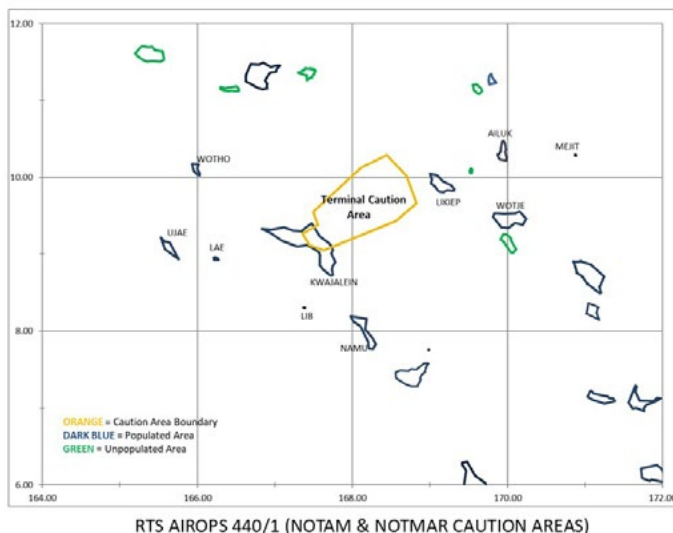 12.00
AILUK
MEJIT
WOTHO
10.00
Terminal Caution
Area
LIKIEP
WOTJE
UJAE
LAE
KWAJALEIN
LIB
8.00
NAMU
ORANGE = Caution Area Boundary
DARK BLUE = Populated Area
GREEN = Unpopulated Area
6.00
164.00 166.00 168.00 170.00 172.00
RTS AIROPS 440/1 (NOTAM & NOTMAR CAUTION AREAS)